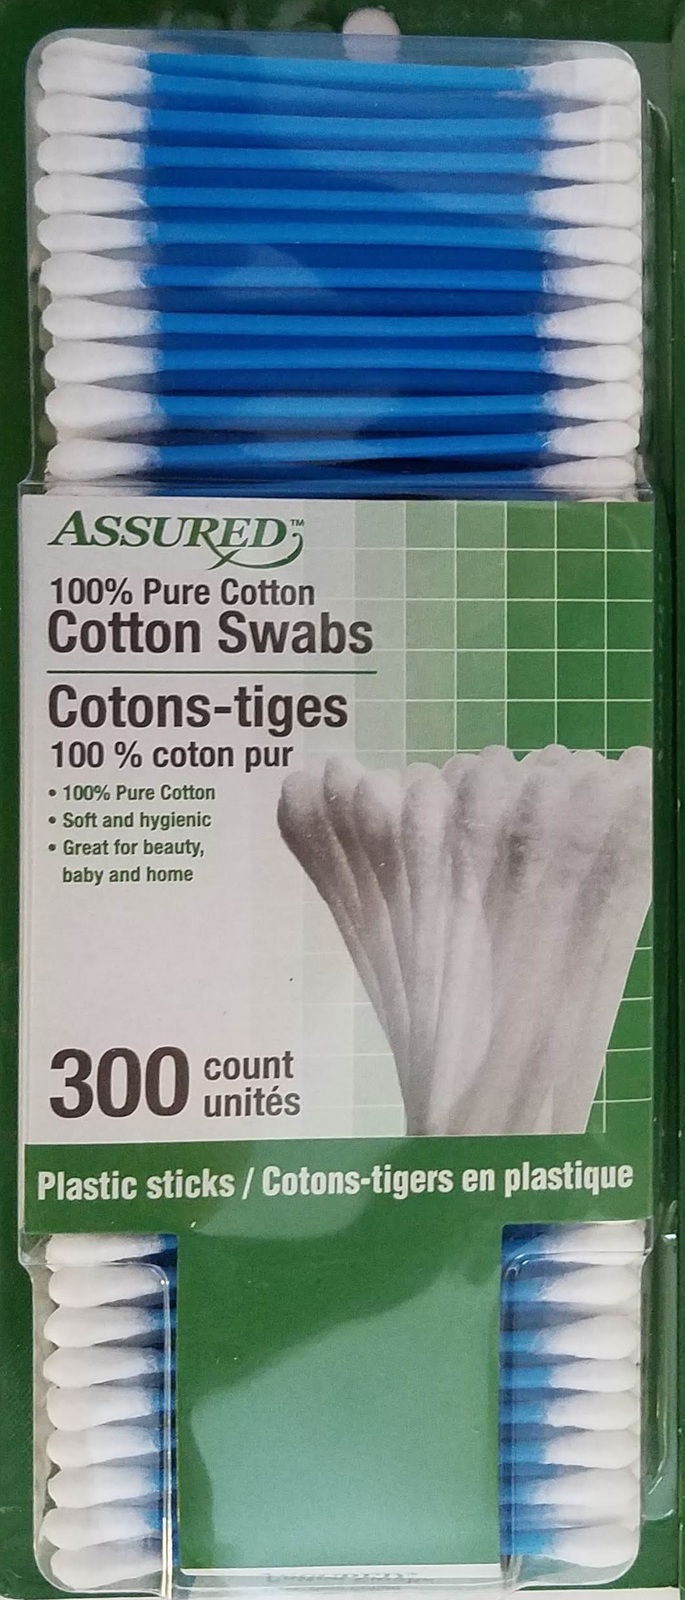 ASSURED™
100% Pure Cotton
Cotton Swabs
Cotons-tiges
100 % coton pur
• 100% Pure Cotton
• Soft and hygienic
• Great for beauty,
baby and home
300 count
unités
Plastic sticks / Cotons-tigers en plastique